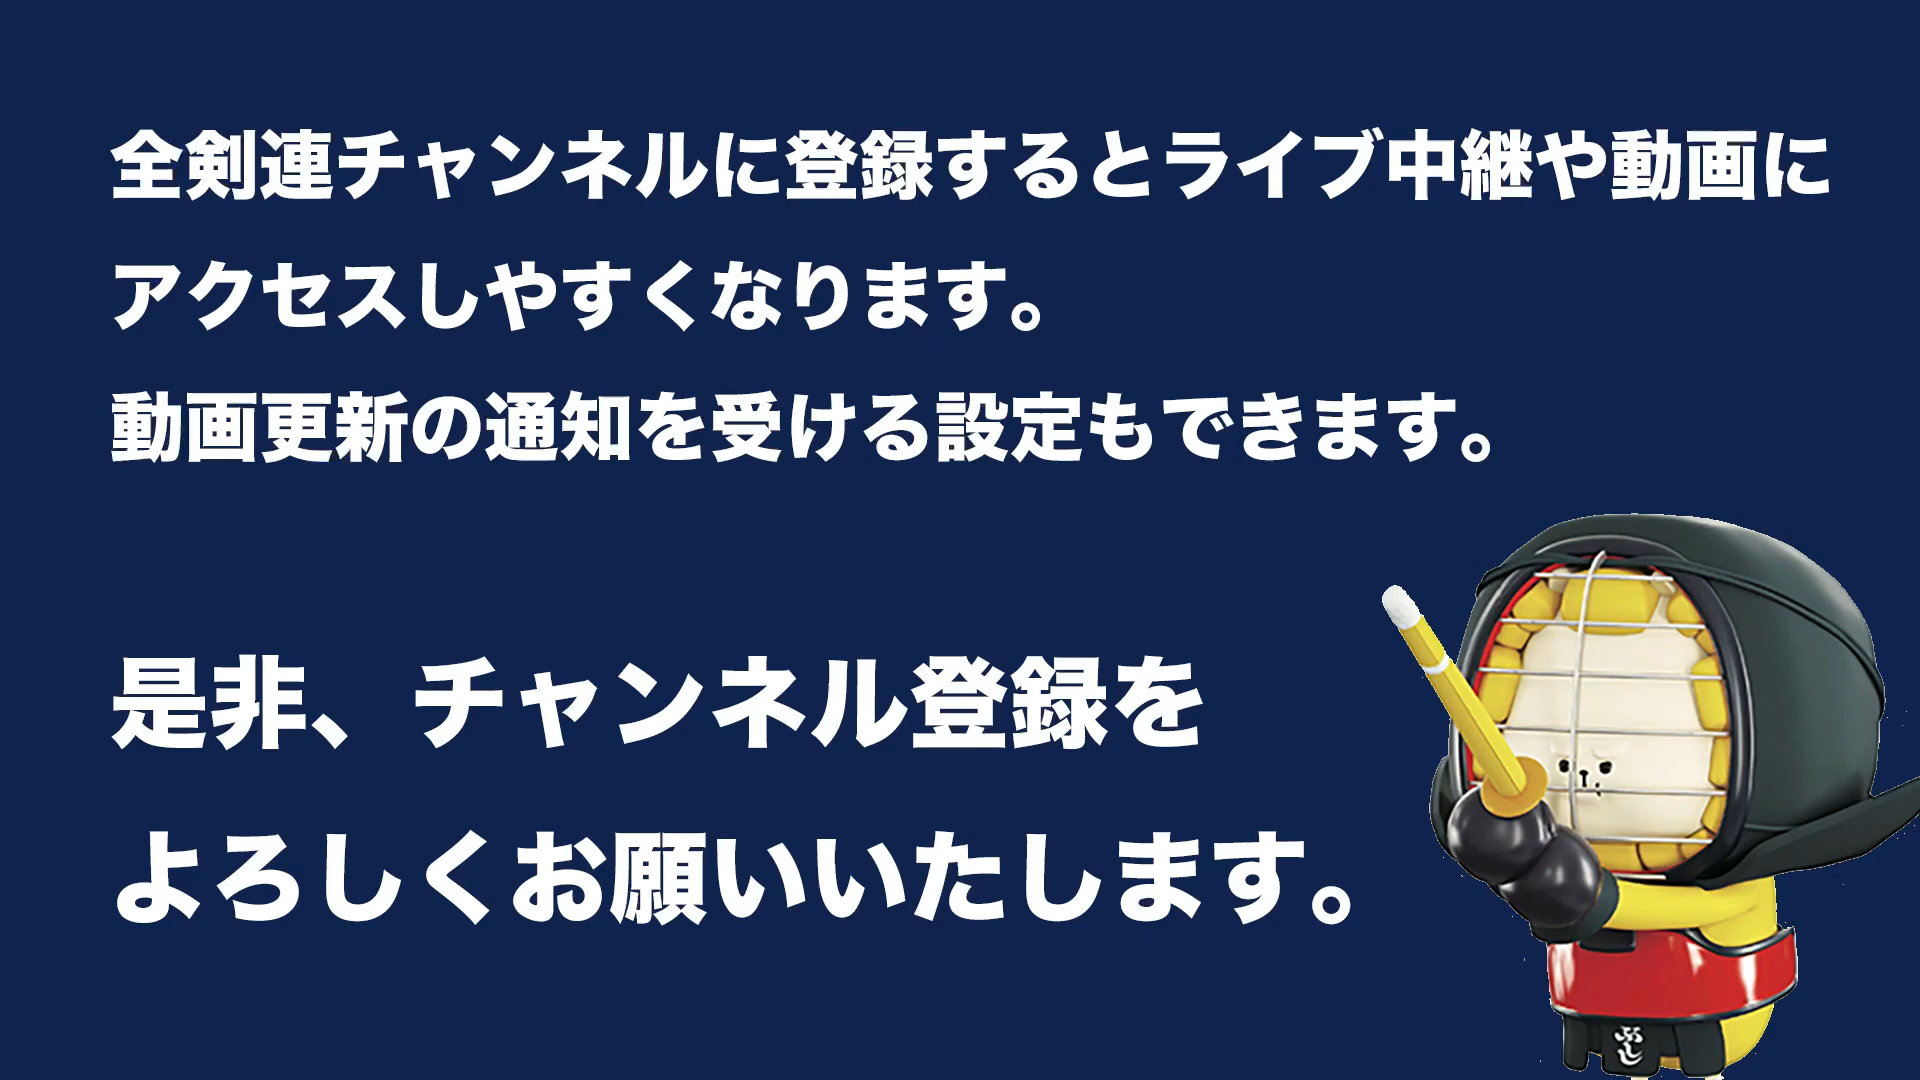 全剣連チャンネルに登録するとライブ中継や動画に
アクセスしやすくなります。
動画更新の通知を受ける設定もできます。
是非、チャンネル登録を
よろしくお願いいたします。
ぶし